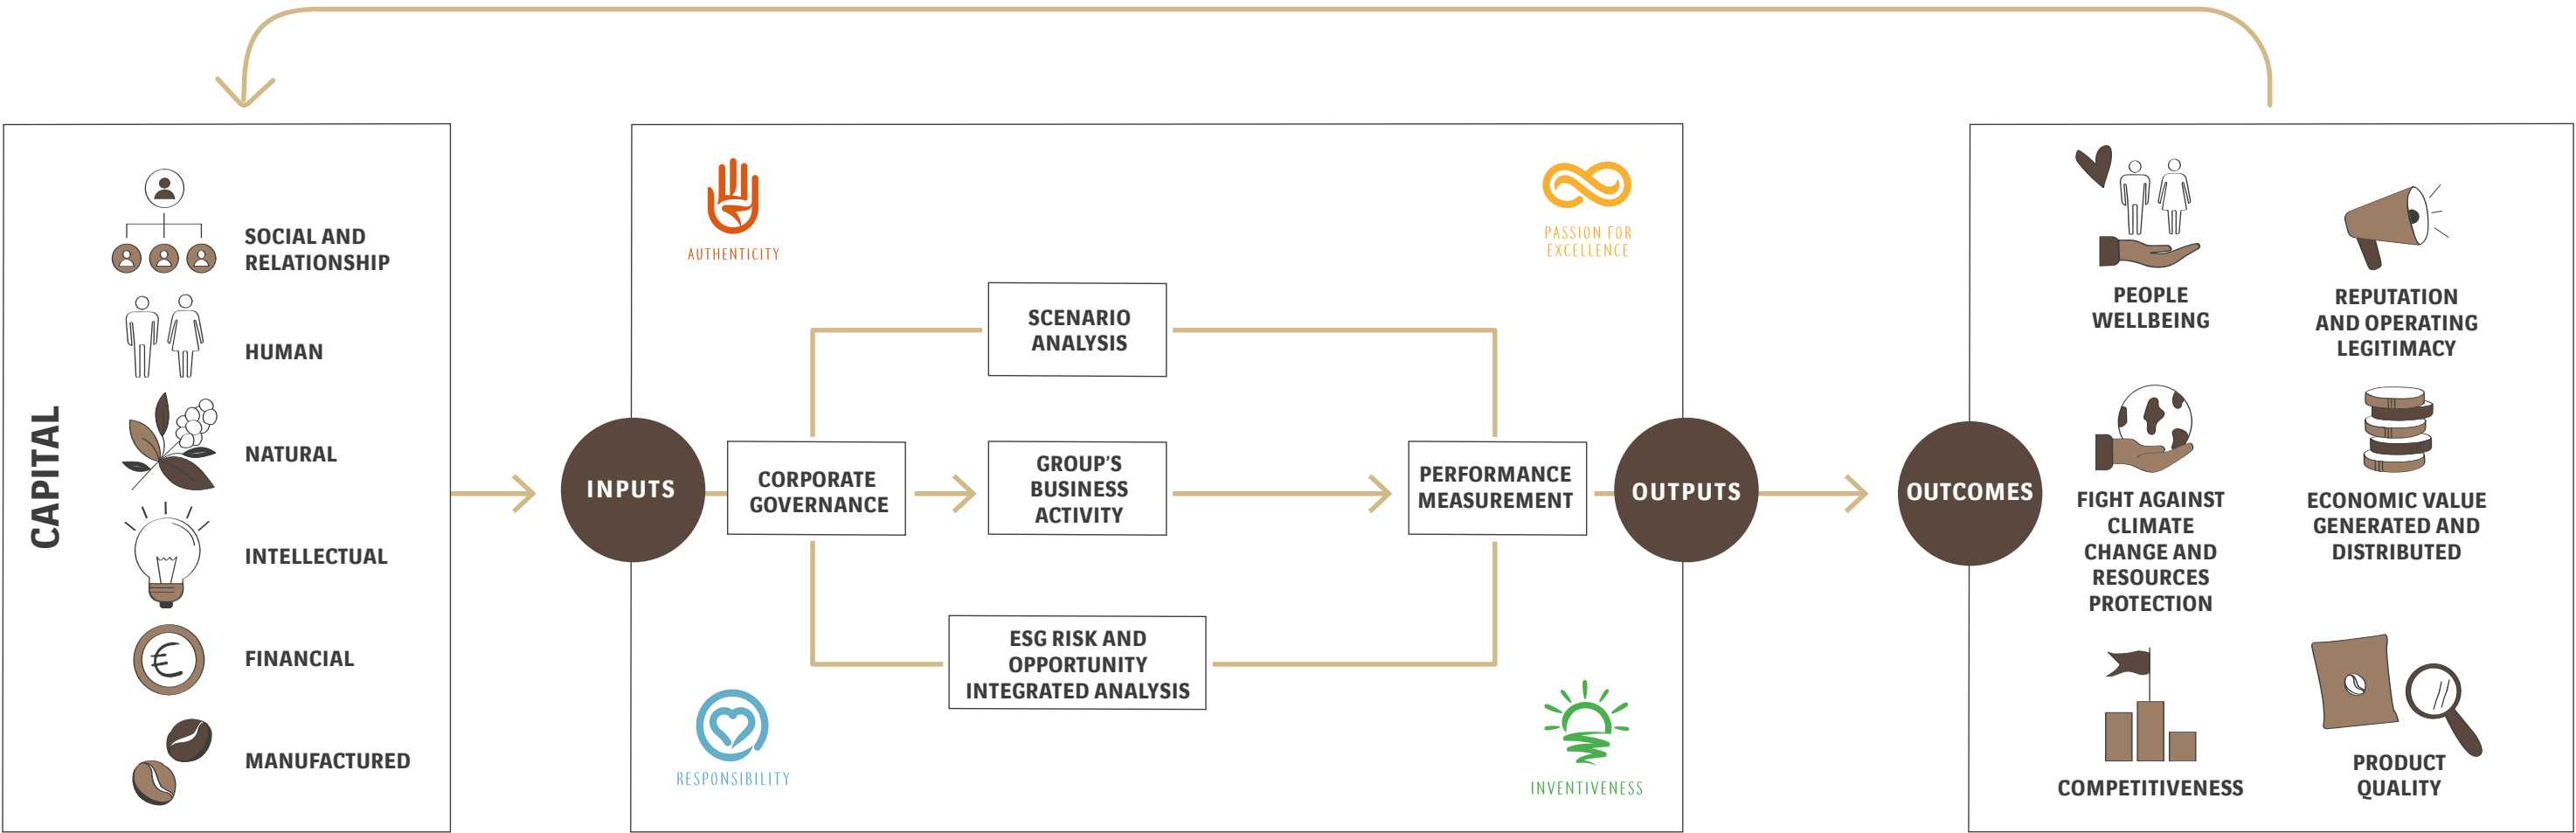 CAPITAL
SOCIAL AND
RELATIONSHIP
HUMAN
NATURAL
INTELLECTUAL
FINANCIAL
€
MANUFACTURED
INPUTS
AUTHENTICITY
PASSION FOR
EXCELLENCE
SCENARIO
ANALYSIS
CORPORATE
GOVERNANCE
GROUP'S
BUSINESS
ACTIVITY
PERFORMANCE
MEASUREMENT
ESG RISK AND
OPPORTUNITY
INTEGRATED ANALYSIS
RESPONSIBILITY
INVENTIVENESS
OUTPUTS
OUTCOMES
PEOPLE
WELLBEING
REPUTATION
AND OPERATING
LEGITIMACY
FIGHT AGAINST
CLIMATE
CHANGE AND
RESOURCES
PROTECTION
ECONOMIC VALUE
GENERATED AND
DISTRIBUTED
COMPETITIVENESS
PRODUCT
QUALITY